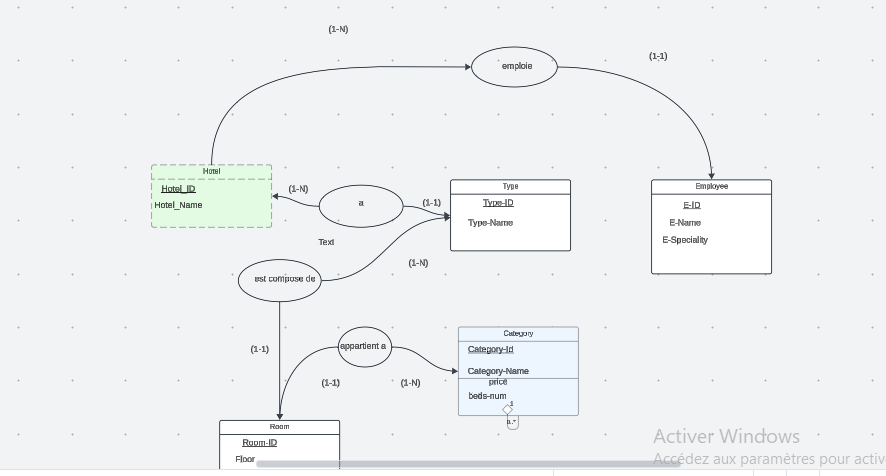 (1-N)
emploie
(1-1)
Hotel
Hotel_ID
Hotel_Name
(1-N)
a
(1-1)
Type
Type-ID
Type-Name
Employee
E-ID
E-Name
E-Speciality
Text
(1-N)
est compose de
(1-1)
appartient a
(1-1)
(1-N)
Category
Category-Id
Category-Name
price
beds-num
1
0..*
Room
Room-ID
Floor
Activer Windows
Accédez aux paramètres pour activ